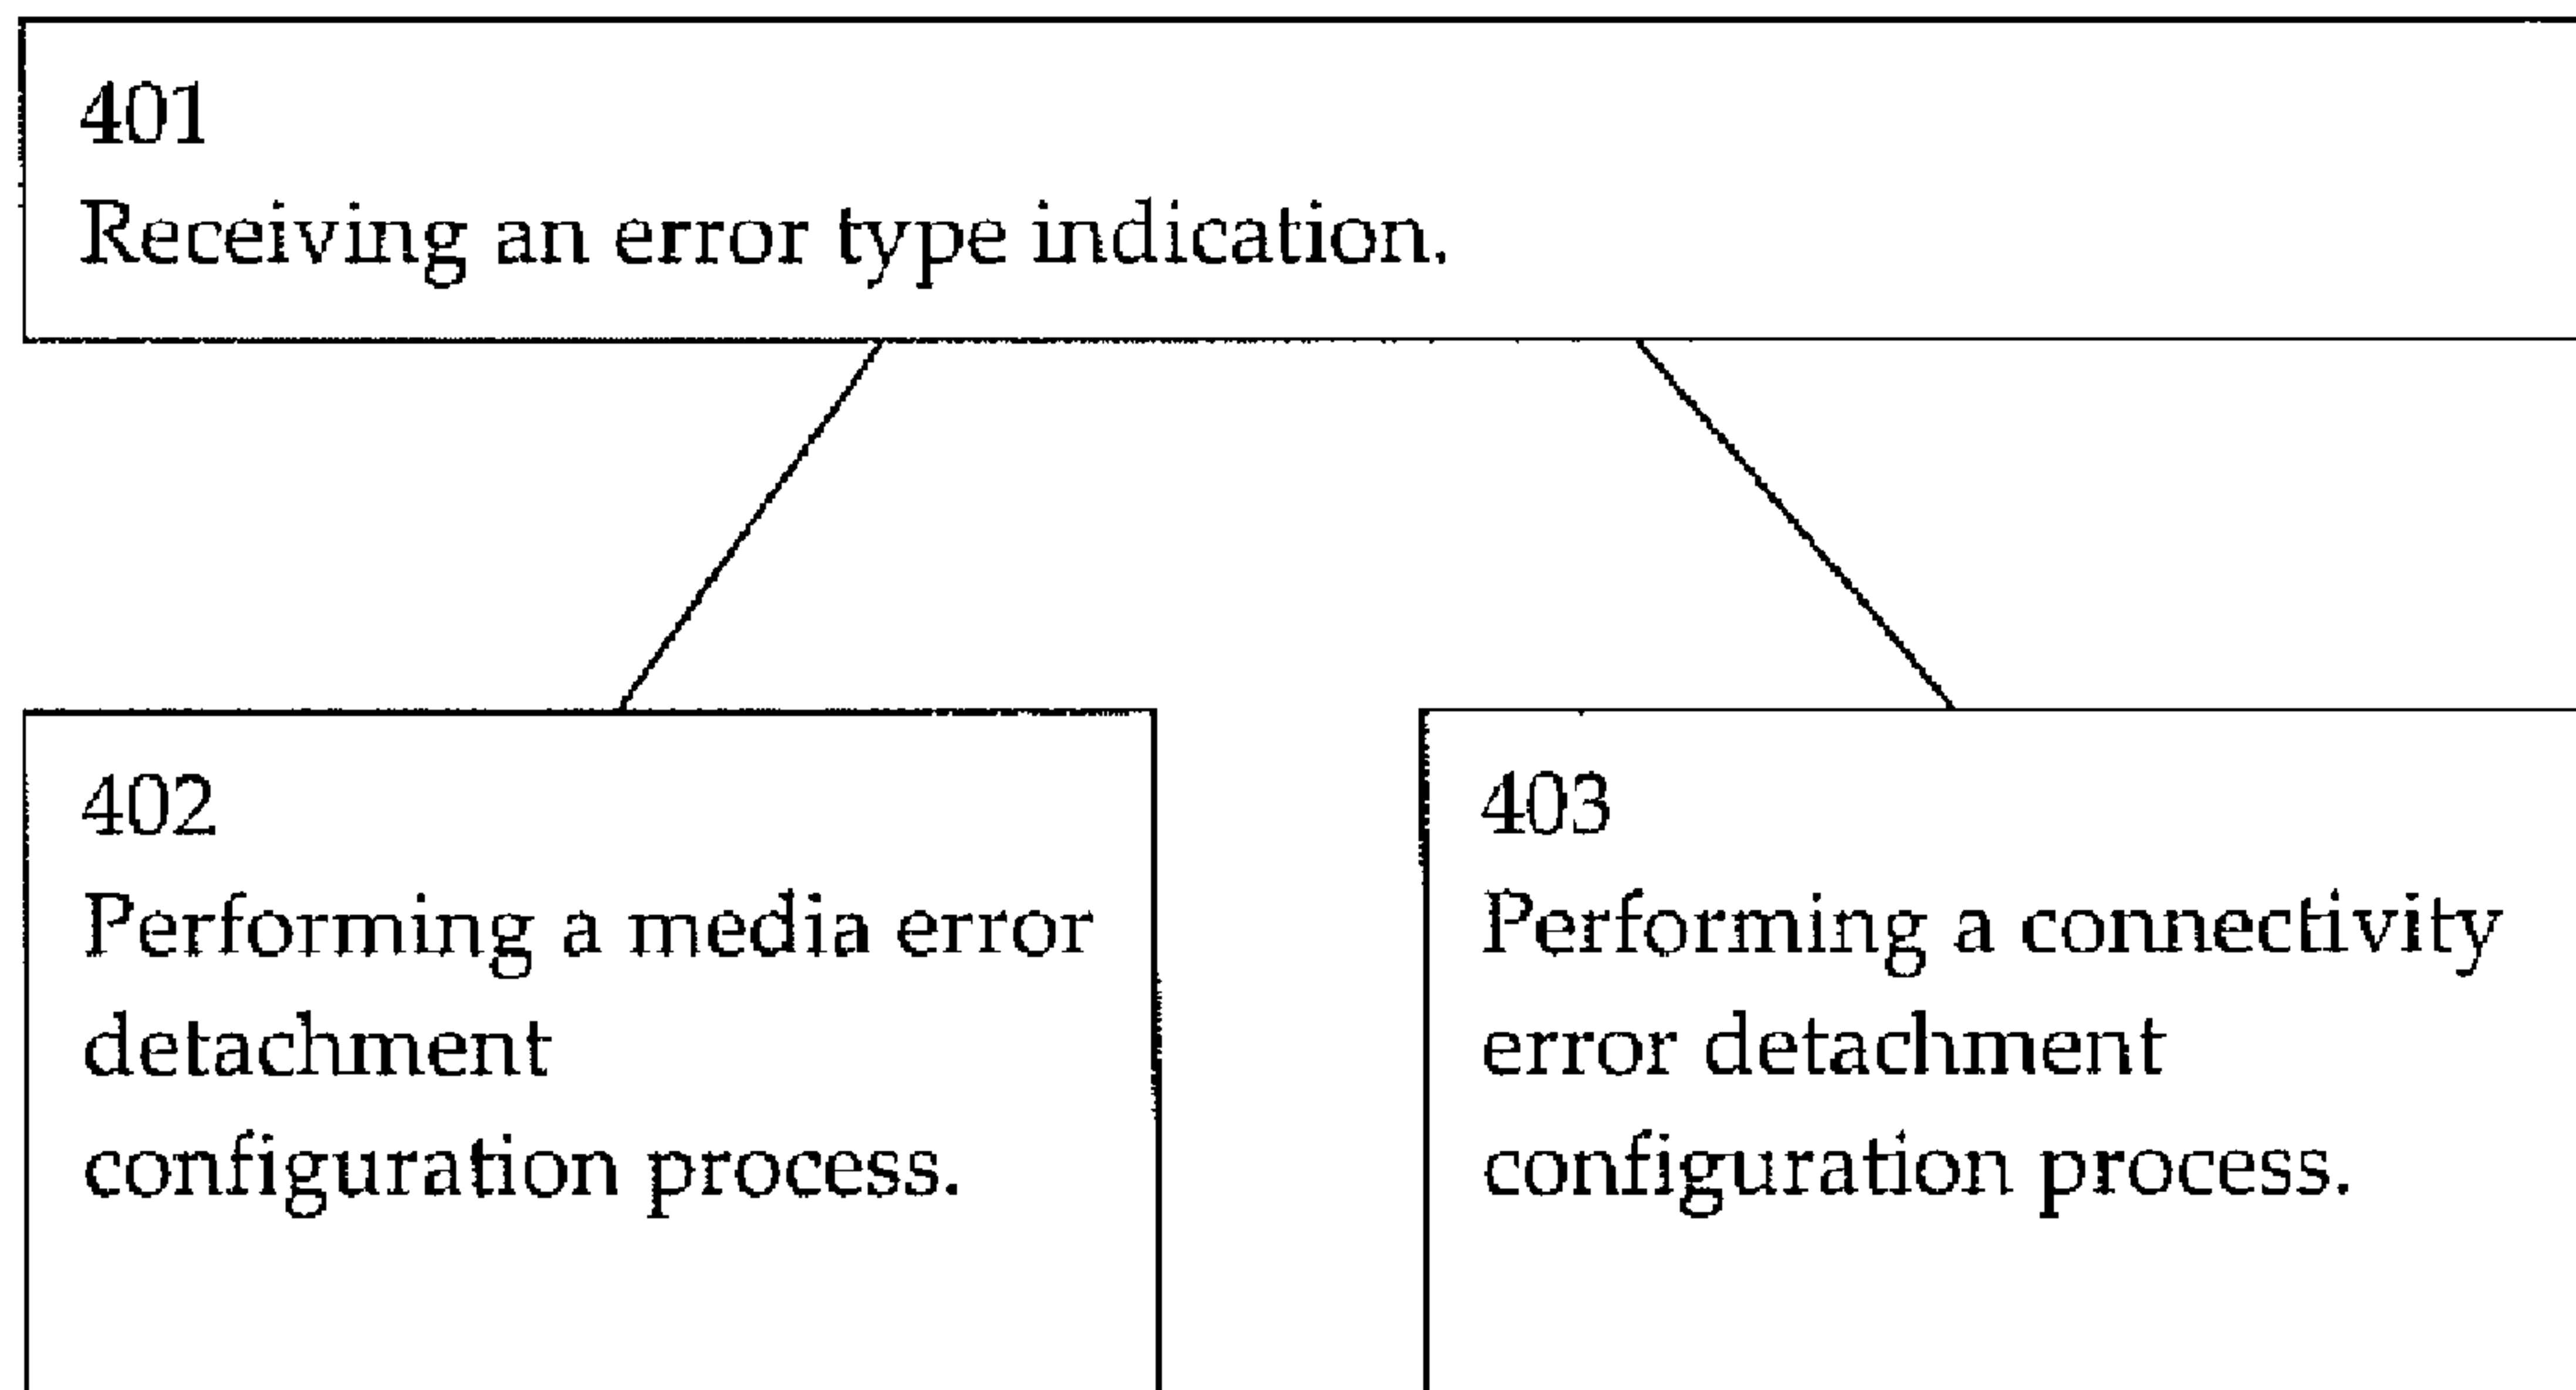 401
Receiving an error type indication.
402
Performing a media error
detachment
configuration process.
403
Performing a connectivity
error detachment
configuration process.